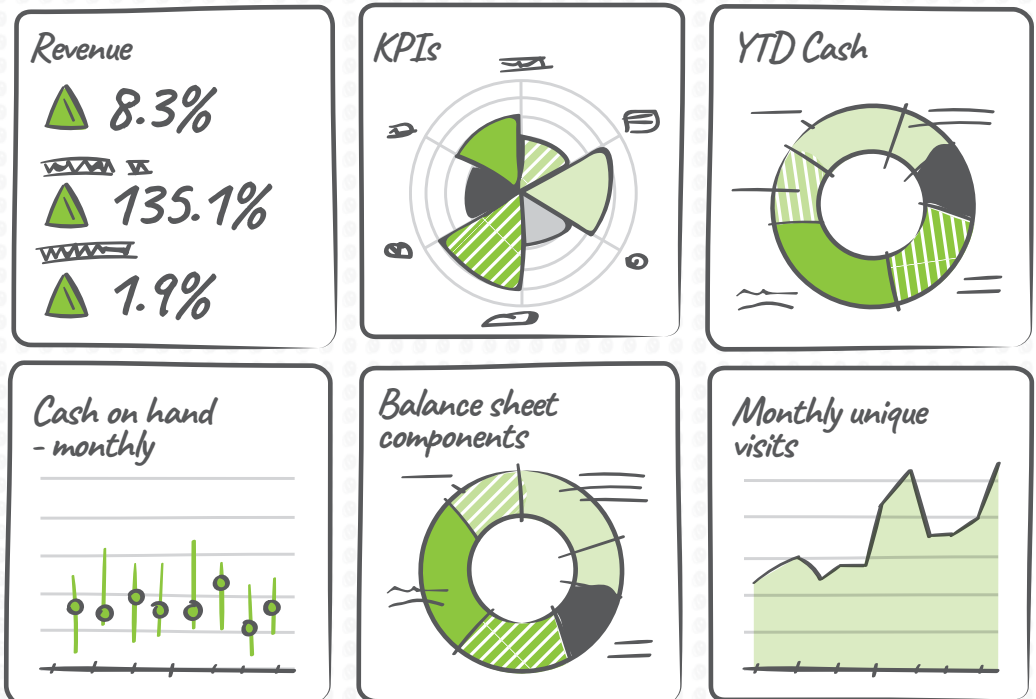 Revenue
8.3%
135.1%
1.9%
KPIs
YTD Cash
Cash on hand
- monthly
Balance sheet
components
Monthly unique
visits